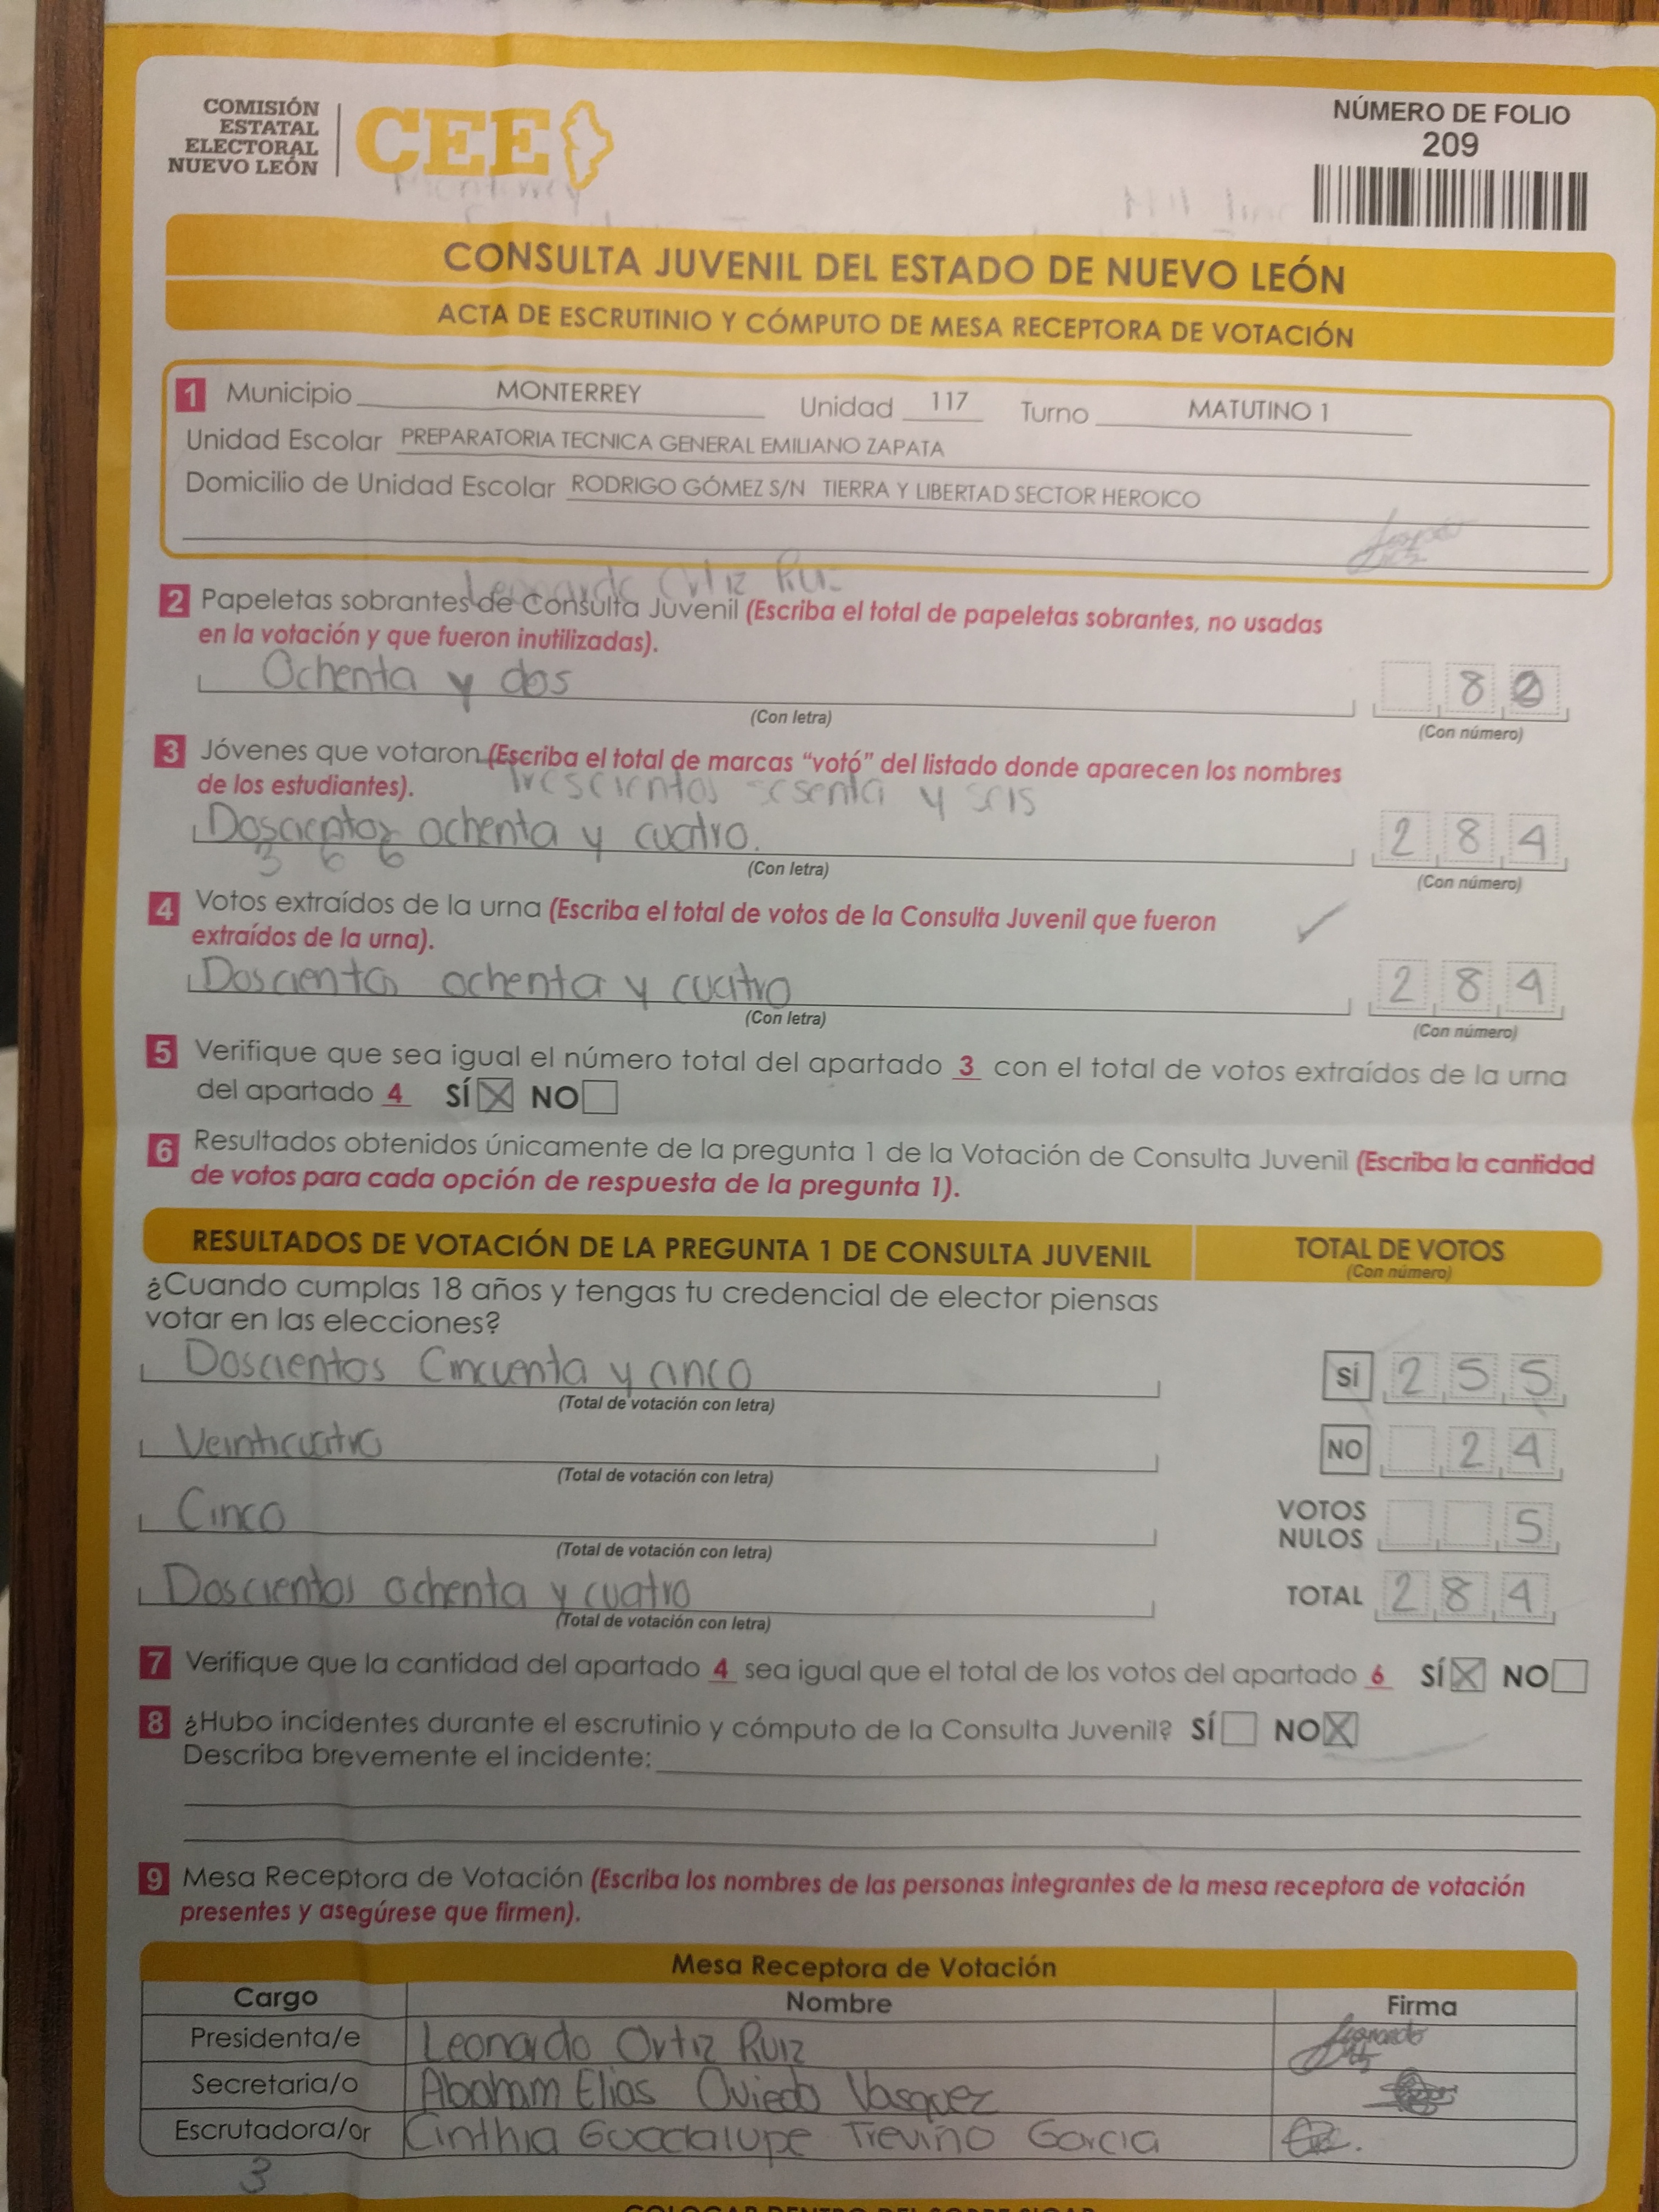 COMISIÓN
ESTATAL
ELECTORAL
NUEVO LEÓN
CEE
NÚMERO DE FOLIO
209
Monterrey
CONSULTA JUVENIL DEL ESTADO DE NUEVO LEÓN
ACTA DE ESCRUTINIO Y CÓMPUTO DE MESA RECEPTORA DE VOTACIÓN
1 Municipio MONTERREY Unidad 117 Turno MATUTINO 1
Unidad Escolar PREPARATORIA TECNICA GENERAL EMILIANO ZAPATA
Domicilio de Unidad Escolar RODRIGO GÓMEZ S/N TIERRA Y LIBERTAD SECTOR HEROICO
Leonardo Ortiz Rui
2 Papeletas sobrantes de Consulta Juvenil (Escriba el total de papeletas sobrantes, no usadas
en la votación y que fueron inutilizadas).
Ochenta y dos 82
(Con letra) (Con número)
3 Jóvenes que votaron (Escriba el total de marcas “votó” del listado donde aparecen los nombres
de los estudiantes).
Trescientos sesenta y seis
Doscientos ochenta y cuatro. 284
3 6 6
(Con letra) (Con número)
4 Votos extraídos de la urna (Escriba el total de votos de la Consulta Juvenil que fueron
extraídos de la urna).
Doscientos ochenta y cuatro 284
(Con letra) (Con número)
5 Verifique que sea igual el número total del apartado 3 con el total de votos extraídos de la urna
del apartado 4 SÍ X NO
6 Resultados obtenidos únicamente de la pregunta 1 de la Votación de Consulta Juvenil (Escriba la cantidad
de votos para cada opción de respuesta de la pregunta 1).
RESULTADOS DE VOTACIÓN DE LA PREGUNTA 1 DE CONSULTA JUVENIL TOTAL DE VOTOS
(Con número)
¿Cuando cumplas 18 años y tengas tu credencial de elector piensas
votar en las elecciones?
Doscientos Cincuenta y cinco SÍ 255
(Total de votación con letra)
Veinticuatro NO 24
(Total de votación con letra)
Cinco VOTOS NULOS 5
(Total de votación con letra)
Doscientos ochenta y cuatro TOTAL 284
(Total de votación con letra)
7 Verifique que la cantidad del apartado 4 sea igual que el total de los votos del apartado 6 SÍ X NO
8 ¿Hubo incidentes durante el escrutinio y cómputo de la Consulta Juvenil? SÍ NO X
Describa brevemente el incidente:
9 Mesa Receptora de Votación (Escriba los nombres de las personas integrantes de la mesa receptora de votación
presentes y asegúrese que firmen).
Mesa Receptora de Votación
Cargo Nombre Firma
Presidenta/e Leonardo Ortiz Ruiz
Secretaria/o Abraham Elias Oviedo Vasquez
Escrutadora/or Cinthia Guadalupe Treviño Garcia
3